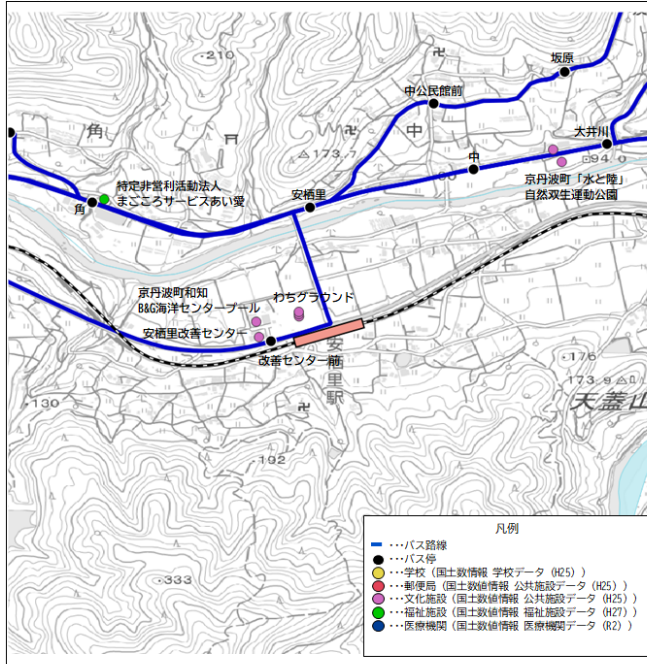 ・210
坂原
中公民館前
角
中
173.7
大井川
中
94.0
特定非営利活動法人
まごころサービスあい愛
京丹波町「水と陸」
自然双生運動公園
角
安栖里
京丹波町和知
B&G海洋センタープール
わちグラウンド
安栖里改善センター
改善センター前
安栖里駅
・176
173.9
天蓋山
・130
192
・333
凡例
・・・バス路線
・・・バス停
・・・学校(国土数情報 学校データ(H25))
・・・郵便局(国土数値情報 公共施設データ(H25))
・・・文化施設(国土数値情報 公共施設データ(H25))
・・・福祉施設(国土数値情報 福祉施設データ(H27))
・・・医療機関(国土数値情報 医療機関データ(R2))